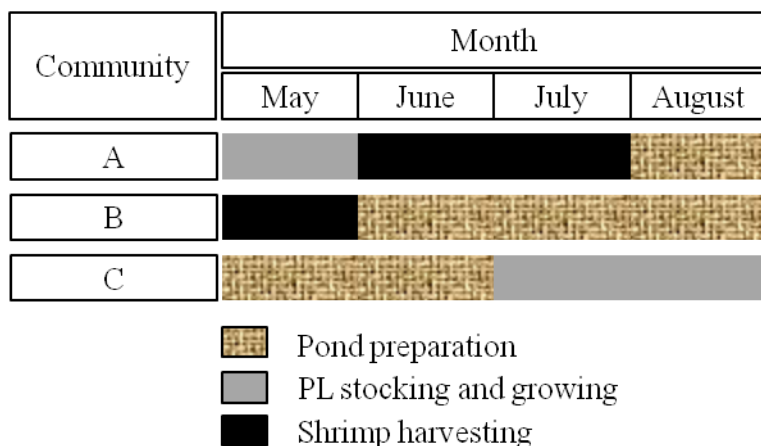 Community
Month
May June July August
A
B
C
Pond preparation
PL stocking and growing
Shrimp harvesting